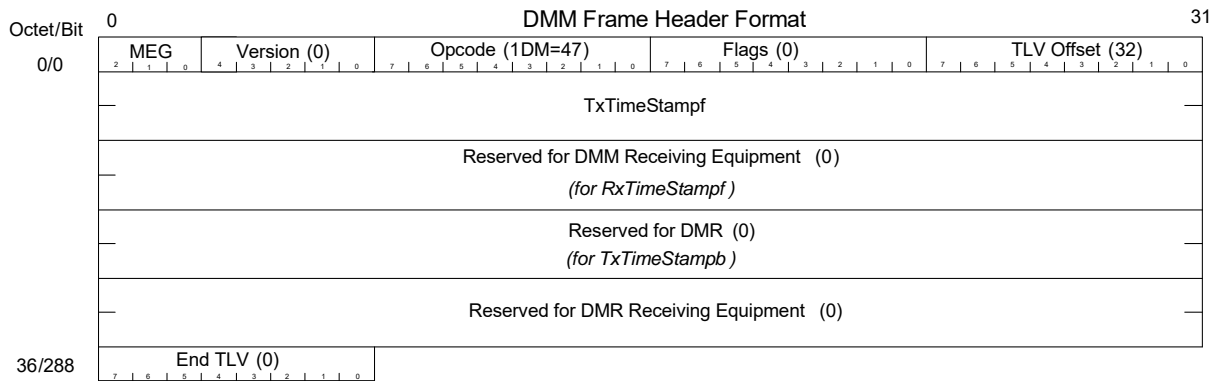 DMM Frame Header Format
Octet/Bit 0 31
MEG Version (0) Opcode (1DM=47) Flags (0) TLV Offset (32)
0/0 2 1 0 4 3 2 1 0 7 6 5 4 3 2 1 0 7 6 5 4 3 2 1 0 7 6 5 4 3 2 1 0
TxTimeStampf
Reserved for DMM Receiving Equipment (0)
(for RxTimeStampf )
Reserved for DMR (0)
(for TxTimeStampb )
Reserved for DMR Receiving Equipment (0)
36/288 End TLV (0)
7 6 5 4 3 2 1 0